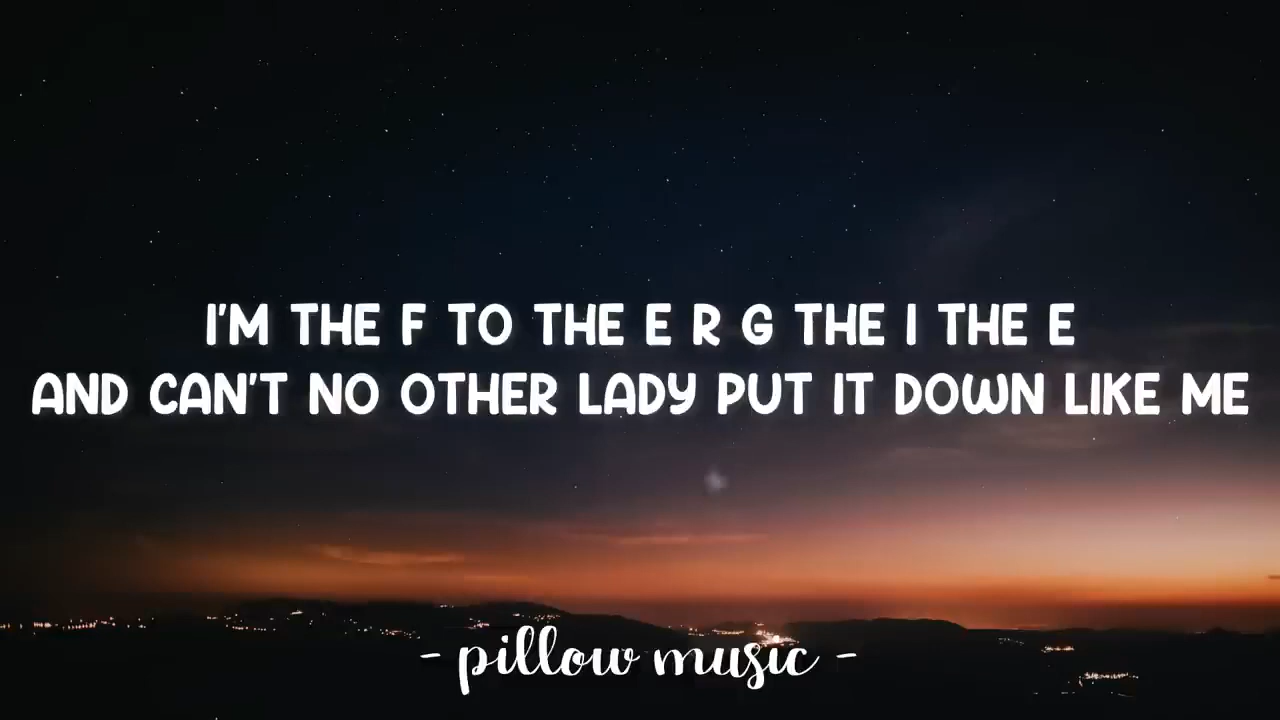 I'M THE F TO THE E R G THE I THE E
AND CAN'T NO OTHER LADY PUT IT DOWN LIKE ME
- pillow music -